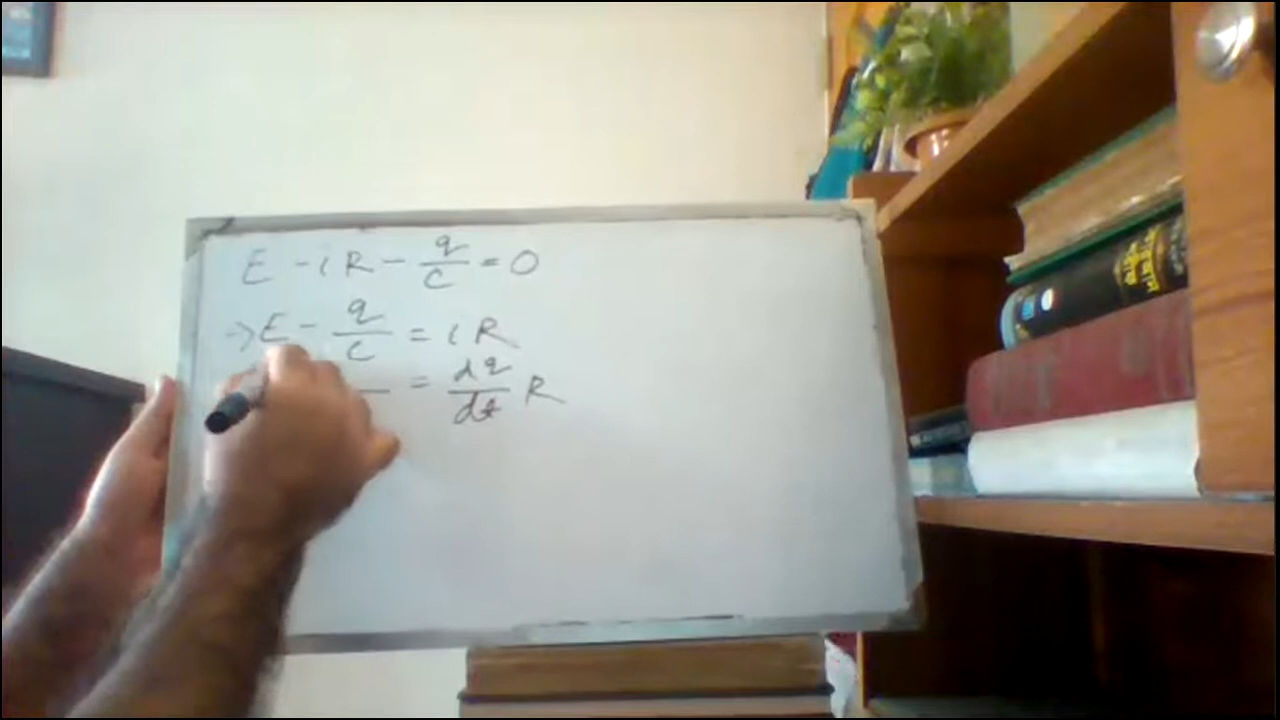 E - iR - q/c = 0
→ E - q/c = iR
= dq/dt R